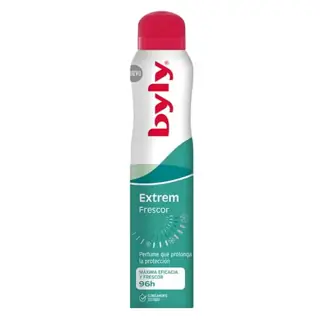 NUEVO
byly®
Extrem
Frescor
Perfume que prolonga
la protección
MÁXIMA EFICACIA
Y FRESCOR
96h